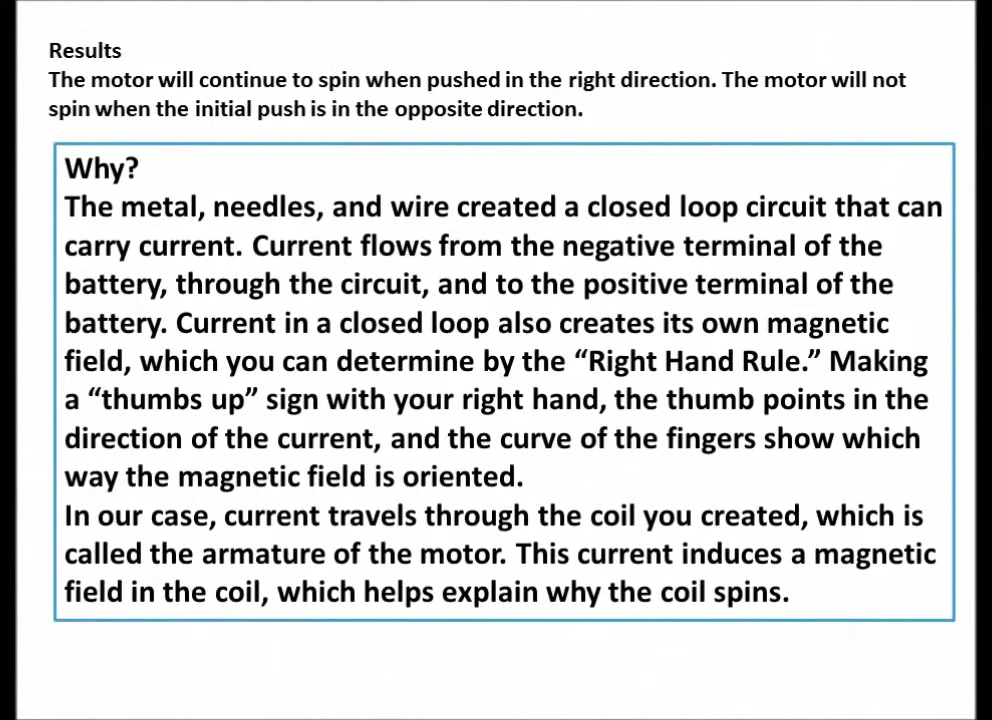 Results
The motor will continue to spin when pushed in the right direction. The motor will not
spin when the initial push is in the opposite direction.
Why?
The metal, needles, and wire created a closed loop circuit that can
carry current. Current flows from the negative terminal of the
battery, through the circuit, and to the positive terminal of the
battery. Current in a closed loop also creates its own magnetic
field, which you can determine by the “Right Hand Rule.” Making
a “thumbs up” sign with your right hand, the thumb points in the
direction of the current, and the curve of the fingers show which
way the magnetic field is oriented.
In our case, current travels through the coil you created, which is
called the armature of the motor. This current induces a magnetic
field in the coil, which helps explain why the coil spins.